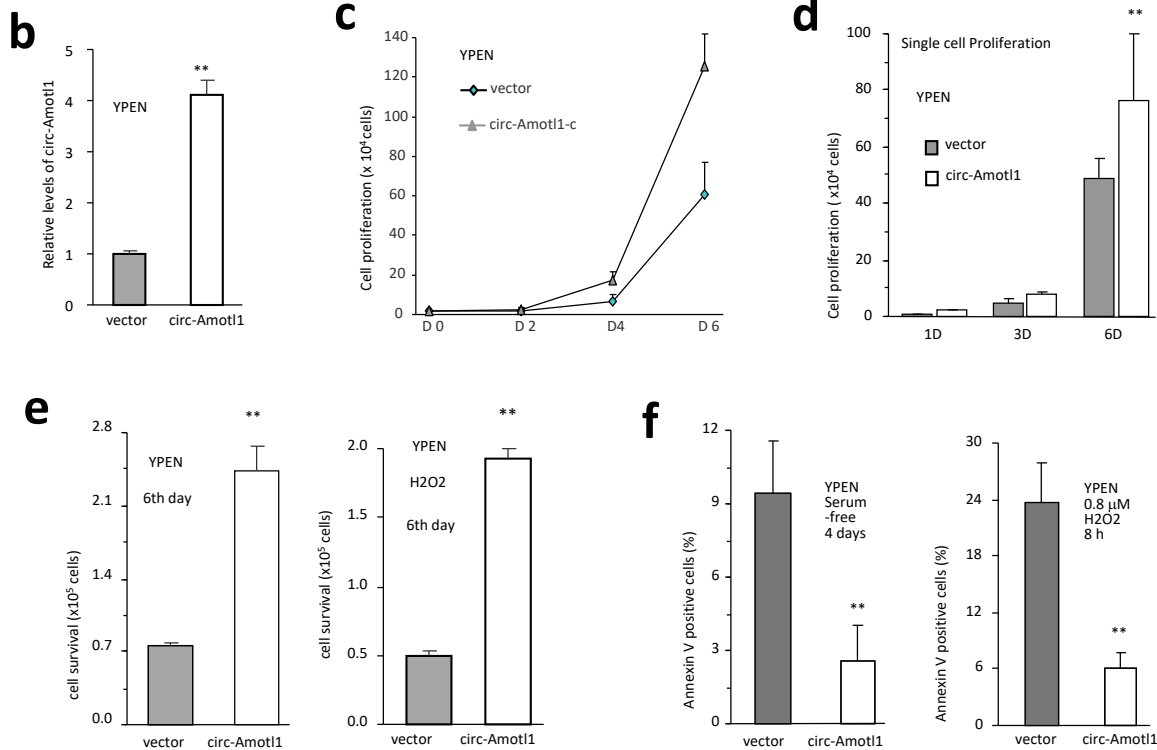 b
Relative levels of circ-Amotl1
5
4
3
2
1
0
YPEN
**
vector
circ-Amotl1
c
Cell proliferation (x 10⁴ cells)
140
120
100
80
60
40
20
0
YPEN
vector
circ-Amotl1-c
D 0
D 2
D4
D 6
d
Cell proliferation ( x10⁴ cells)
100
80
60
40
20
0
Single cell Proliferation
YPEN
vector
circ-Amotl1
**
1D
3D
6D
e
cell survival (x10⁵ cells)
2.8
2.1
1.4
0.7
0.0
YPEN
6th day
**
vector
circ-Amotl1
cell survival (x10⁵ cells)
2.0
1.5
1.0
0.5
0.0
YPEN
H2O2
6th day
**
vector
circ-Amotl1
f
Annexin V positive cells (%)
12
9
6
3
0
YPEN
Serum
-free
4 days
**
vector
circ-Amotl1
Annexin V positive cells (%)
30
24
18
12
6
0
YPEN
0.8 μM
H2O2
8 h
**
vector
circ-Amotl1